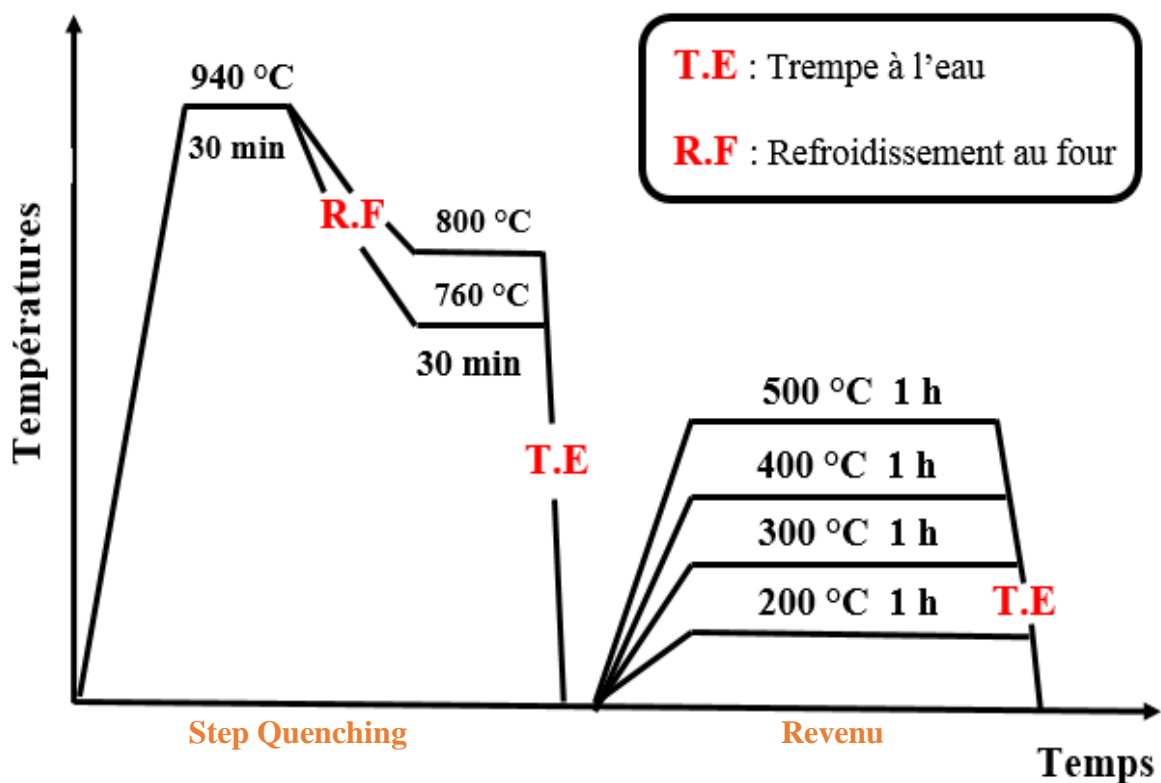 T.E : Trempe à l'eau
R.F : Refroidissement au four
Températures
940 °C
30 min
R.F
800 °C
760 °C
30 min
T.E
500 °C 1 h
400 °C 1 h
300 °C 1 h
200 °C 1 h
T.E
Step Quenching
Revenu
Temps